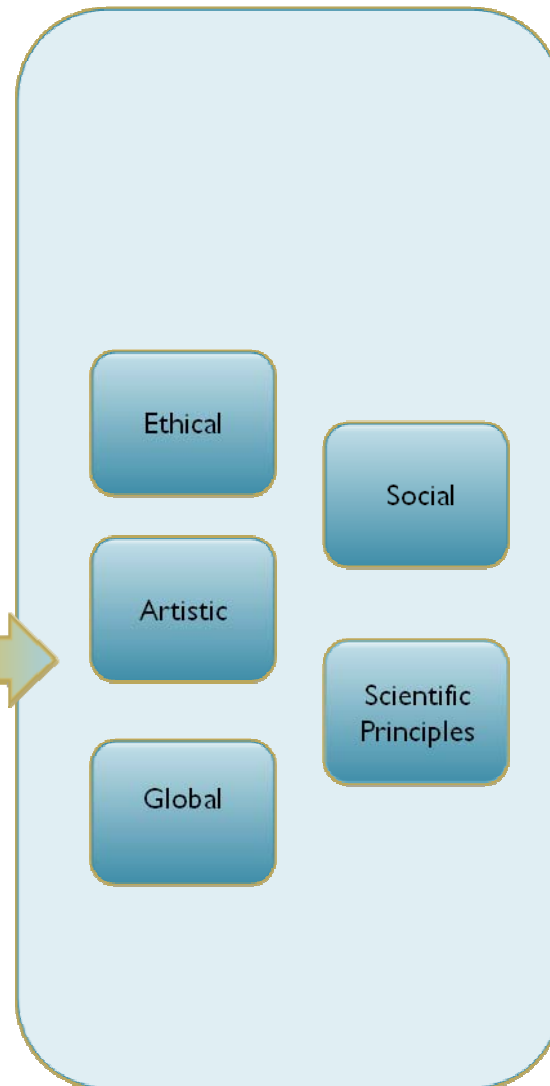 Ethical
Social
Artistic
Scientific
Principles
Global